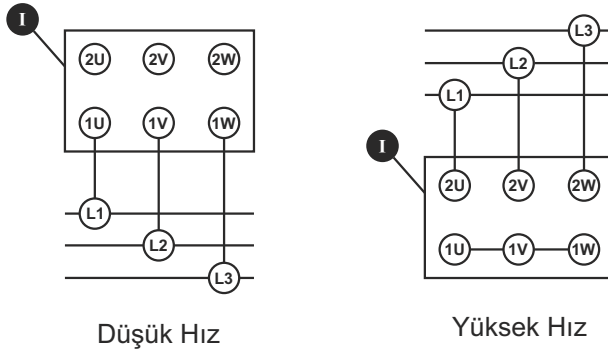 I
2U 2V 2W
1U 1V 1W
L1
L2
L3
Düşük Hız
L3
L2
L1
I
2U 2V 2W
1U 1V 1W
Yüksek Hız